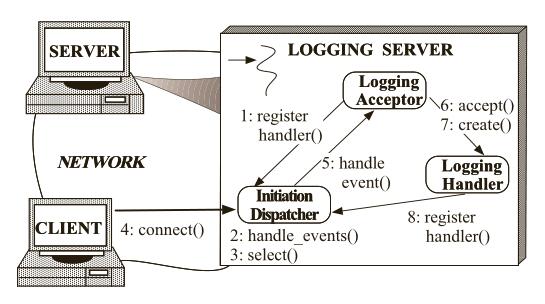 SERVER
LOGGING SERVER
Logging
Acceptor
1: register
handler()
6: accept()
7: create()
5: handle
event()
NETWORK
Logging
Handler
Initiation
Dispatcher
CLIENT
4: connect()
2: handle_events()
3: select()
8: register
handler()